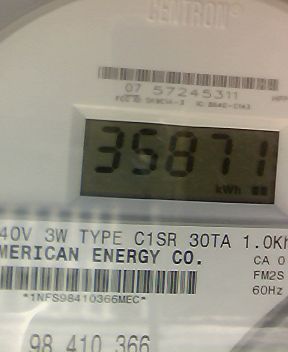 CENTRON®
07 57245311
35871
kWh
40V 3W TYPE C1SR 30TA 1.0Kh
MERICAN ENERGY CO.
CA 0
FM2S
60Hz
*1NFS98410366MEC*
98 410 366